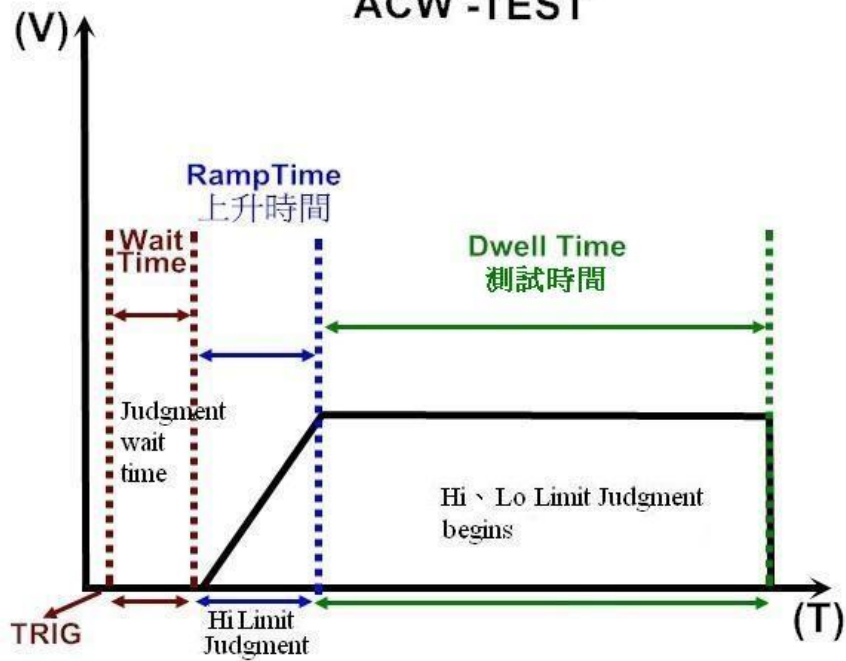 ACW -TEST
(V)
RampTime
上升時間
Wait
Time
Dwell Time
測試時間
Judgment
wait
time
Hi、Lo Limit Judgment
begins
TRIG
Hi Limit
Judgment
(T)